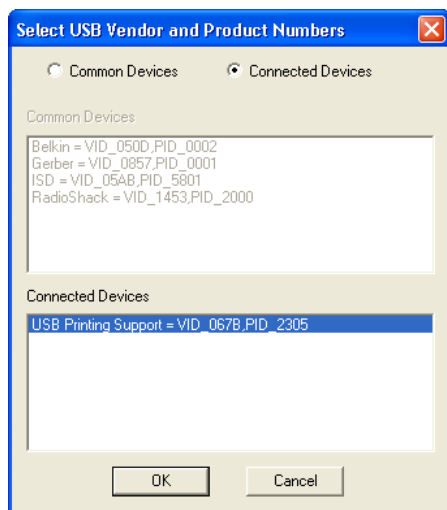 Select USB Vendor and Product Numbers
Common Devices
Connected Devices
Common Devices
Belkin = VID_050D,PID_0002
Gerber = VID_0857,PID_0001
ISD = VID_05AB,PID_5801
RadioShack = VID_1453,PID_2000
Connected Devices
USB Printing Support = VID_067B,PID_2305
OK
Cancel